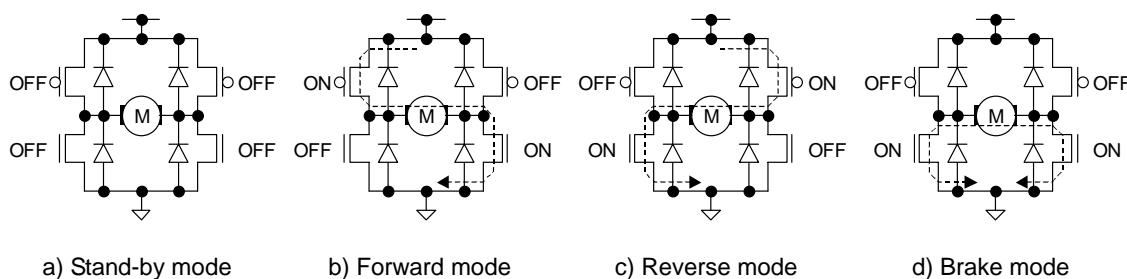 OFF OFF ON OFF OFF ON OFF OFF
M M M M
OFF OFF OFF ON ON OFF ON ON
a) Stand-by mode b) Forward mode c) Reverse mode d) Brake mode